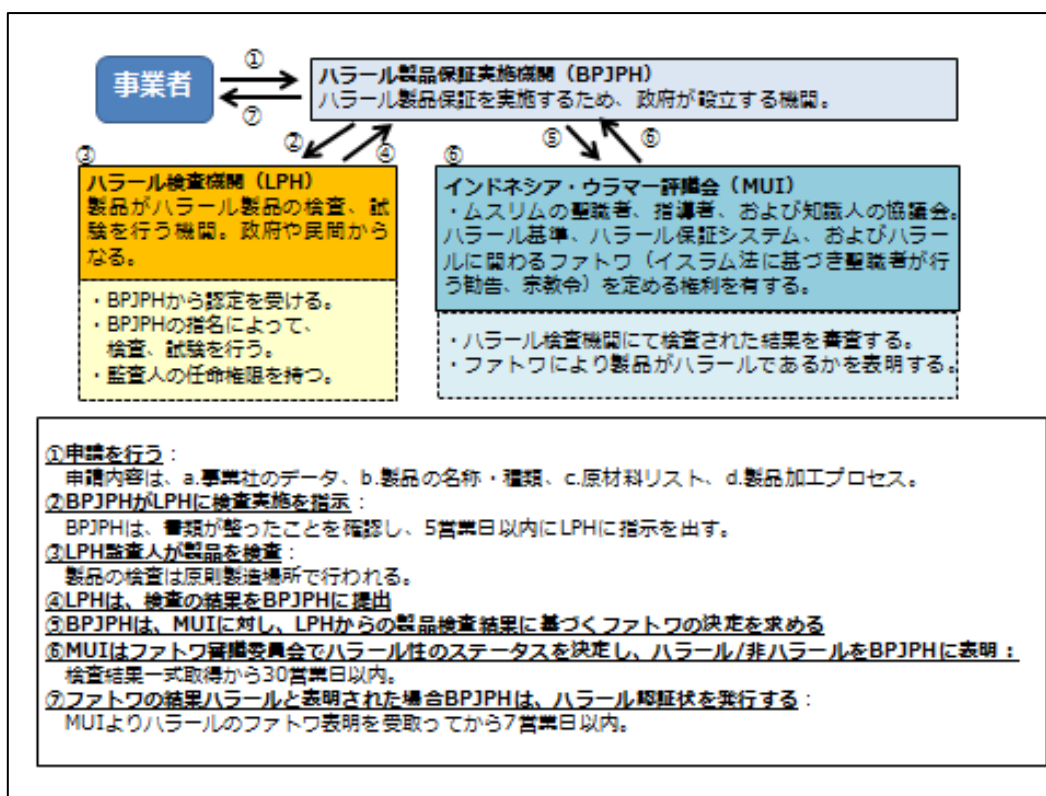 ①
事業者
ハラール製品保証実施機関（BPJPH）
ハラール製品保証を実施するため、政府が設立する機関。
⑦
② ④ ⑤ ⑥
③
ハラール検査機関（LPH）
製品がハラール製品の検査、試
験を行う機関。政府や民間から
なる。
・BPJPHから認定を受ける。
・BPJPHの指名によって、
検査、試験を行う。
・監査人の任命権限を持つ。
⑥
インドネシア・ウラマー評議会（MUI）
・ムスリムの聖職者、指導者、および知識人の協議会。
ハラール基準、ハラール保証システム、およびハラー
ルに関わるファトワ（イスラム法に基づき聖職者が行
う勧告、宗教令）を定める権利を有する。
・ハラール検査機関にて検査された結果を審査する。
・ファトワにより製品がハラールであるかを表明する。
①申請を行う：
申請内容は、a.事業社のデータ、b.製品の名称・種類、c.原材料リスト、d.製品加工プロセス。
②BPJPHがLPHに検査実施を指示：
BPJPHは、書類が整ったことを確認し、5営業日以内にLPHに指示を出す。
③LPH監査人が製品を検査：
製品の検査は原則製造場所で行われる。
④LPHは、検査の結果をBPJPHに提出
⑤BPJPHは、MUIに対し、LPHからの製品検査結果に基づくファトワの決定を求める
⑥MUIはファトワ審議委員会でハラール性のステータスを決定し、ハラール/非ハラールをBPJPHに表明：
検査結果一式取得から30営業日以内。
⑦ファトワの結果ハラールと表明された場合BPJPHは、ハラール認証状を発行する：
MUIよりハラールのファトワ表明を受取ってから7営業日以内。